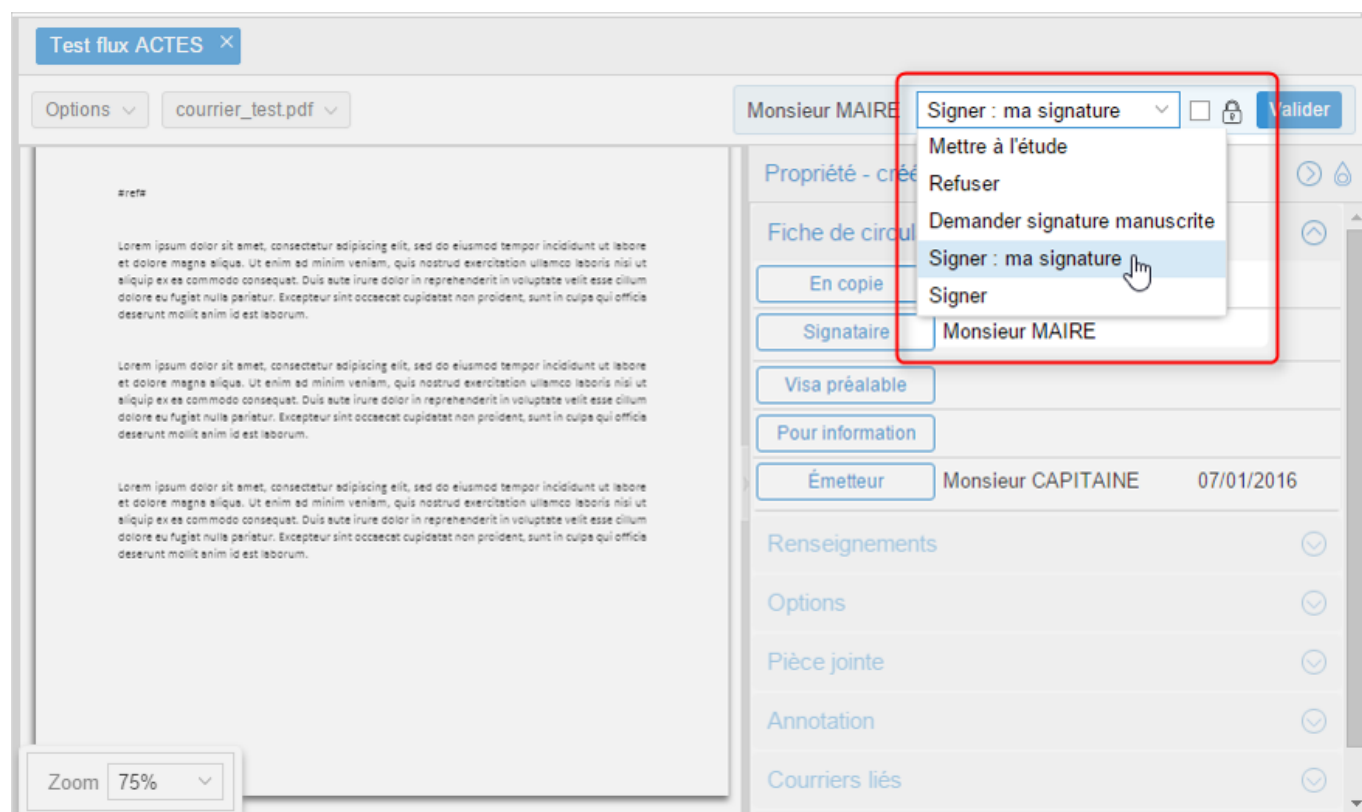 Test flux ACTES ×
Options
courrier_test.pdf
Monsieur MAIRE
Signer : ma signature
Valider
Mettre à l'étude
Refuser
Demander signature manuscrite
Signer : ma signature
Signer
#ref#
Lorem ipsum dolor sit amet, consectetur adipiscing elit, sed do eiusmod tempor incididunt ut labore
et dolore magna aliqua. Ut enim ad minim veniam, quis nostrud exercitation ullamco laboris nisi ut
aliquip ex ea commodo consequat. Duis aute irure dolor in reprehenderit in voluptate velit esse cillum
dolore eu fugiat nulla pariatur. Excepteur sint occaecat cupidatat non proident, sunt in culpa qui officia
deserunt mollit anim id est laborum.
Lorem ipsum dolor sit amet, consectetur adipiscing elit, sed do eiusmod tempor incididunt ut labore
et dolore magna aliqua. Ut enim ad minim veniam, quis nostrud exercitation ullamco laboris nisi ut
aliquip ex ea commodo consequat. Duis aute irure dolor in reprehenderit in voluptate velit esse cillum
dolore eu fugiat nulla pariatur. Excepteur sint occaecat cupidatat non proident, sunt in culpa qui officia
deserunt mollit anim id est laborum.
Lorem ipsum dolor sit amet, consectetur adipiscing elit, sed do eiusmod tempor incididunt ut labore
et dolore magna aliqua. Ut enim ad minim veniam, quis nostrud exercitation ullamco laboris nisi ut
aliquip ex ea commodo consequat. Duis aute irure dolor in reprehenderit in voluptate velit esse cillum
dolore eu fugiat nulla pariatur. Excepteur sint occaecat cupidatat non proident, sunt in culpa qui officia
deserunt mollit anim id est laborum.
Zoom 75%
Propriété - créé
Fiche de circul
En copie
Signataire Monsieur MAIRE
Visa préalable
Pour information
Émetteur Monsieur CAPITAINE 07/01/2016
Renseignements
Options
Pièce jointe
Annotation
Courriers liés